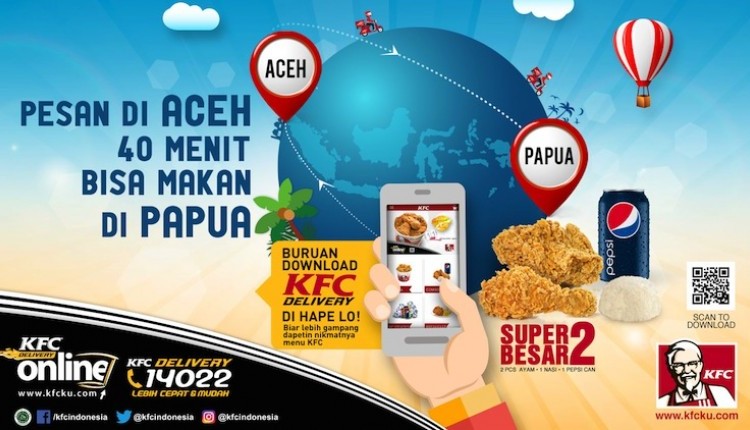 PESAN DI ACEH
40 MENIT
BISA MAKAN
DI PAPUA
ACEH
PAPUA
BURUAN
DOWNLOAD
KFC
DELIVERY
DI HAPE LO!
Biar lebih gampang
dapetin nikmatnya
menu KFC
KFC
pepsi
SUPER
BESAR 2
2 PCS AYAM • 1 NASI • 1 PEPSI CAN
SCAN TO
DOWNLOAD
KFC
www.kfcku.com
KFC
DELIVERY
online
www.kfcku.com
KFC DELIVERY
14022
LEBIH CEPAT & MUDAH
/kfcindonesia
@kfcindonesia
@kfcindonesia